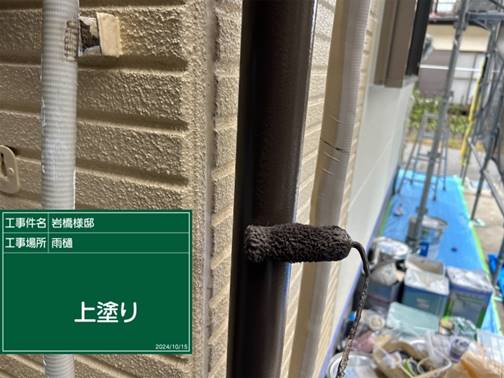 工事件名 岩橋様邸
工事場所 雨樋
上塗り
2024/10/15